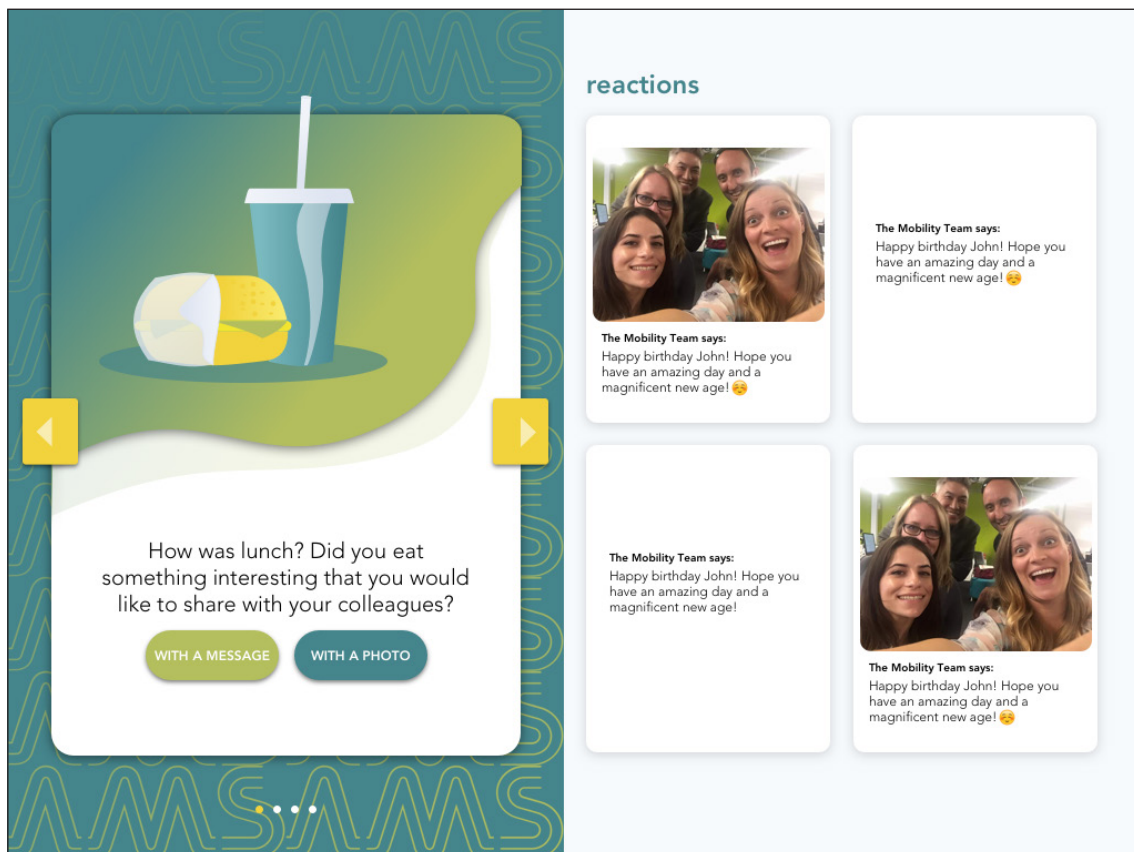 How was lunch? Did you eat
something interesting that you would
like to share with your colleagues?
WITH A MESSAGE
WITH A PHOTO
reactions
The Mobility Team says:
Happy birthday John! Hope you
have an amazing day and a
magnificent new age! ☺️
The Mobility Team says:
Happy birthday John! Hope you
have an amazing day and a
magnificent new age! ☺️
The Mobility Team says:
Happy birthday John! Hope you
have an amazing day and a
magnificent new age!
The Mobility Team says:
Happy birthday John! Hope you
have an amazing day and a
magnificent new age! ☺️